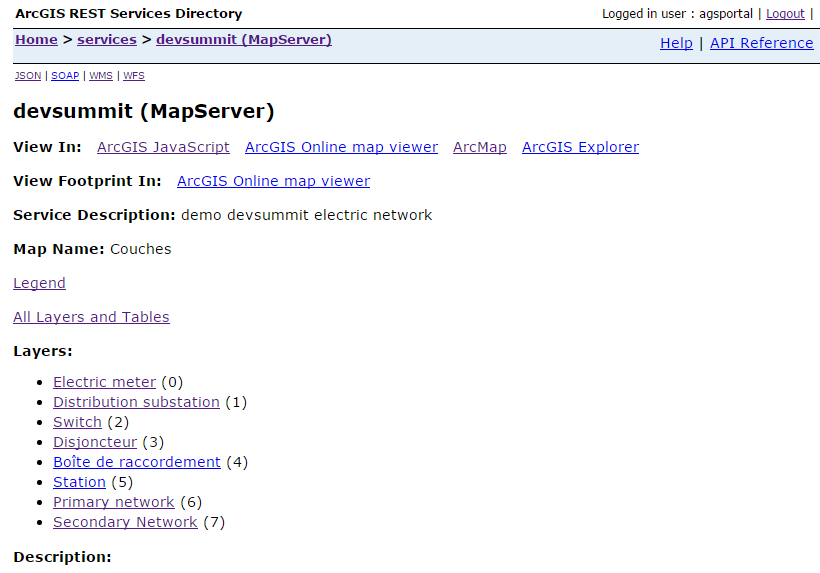 ArcGIS REST Services Directory Logged in user : agsportal | Logout |
Home > services > devsummit (MapServer) Help | API Reference
JSON | SOAP | WMS | WFS
devsummit (MapServer)
View In: ArcGIS JavaScript ArcGIS Online map viewer ArcMap ArcGIS Explorer
View Footprint In: ArcGIS Online map viewer
Service Description: demo devsummit electric network
Map Name: Couches
Legend
All Layers and Tables
Layers:
• Electric meter (0)
• Distribution substation (1)
• Switch (2)
• Disjoncteur (3)
• Boîte de raccordement (4)
• Station (5)
• Primary network (6)
• Secondary Network (7)
Description: